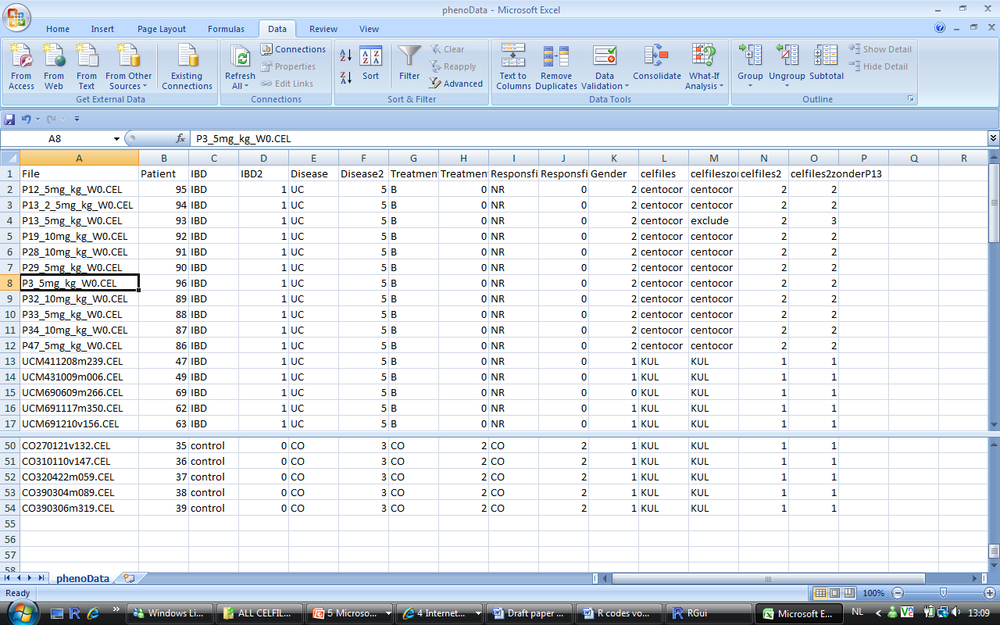 phenoData - Microsoft Excel
Home Insert Page Layout Formulas Data Review View
From Access From Web From Text From Other Sources Existing Connections Refresh All Connections Properties Edit Links Sort Filter Clear Reapply Advanced Text to Columns Remove Duplicates Data Validation Consolidate What-If Analysis Group Ungroup Subtotal Show Detail Hide Detail
Get External Data Connections Sort & Filter Data Tools Outline
A8 fx P3_5mg_kg_W0.CEL
A B C D E F G H I J K L M N O P Q R
1 File Patient IBD IBD2 Disease Disease2 Treatment Treatment Responsfi Responsfi Gender celfiles celfileszo celfiles2 celfiles2zonderP13
2 P12_5mg_kg_W0.CEL 95 IBD 1 UC 5 B 0 NR 0 2 centocor centocor 2 2
3 P13_2_5mg_kg_W0.CEL 94 IBD 1 UC 5 B 0 NR 0 2 centocor centocor 2 2
4 P13_5mg_kg_W0.CEL 93 IBD 1 UC 5 B 0 NR 0 2 centocor exclude 2 3
5 P19_10mg_kg_W0.CEL 92 IBD 1 UC 5 B 0 NR 0 2 centocor centocor 2 2
6 P28_10mg_kg_W0.CEL 91 IBD 1 UC 5 B 0 NR 0 2 centocor centocor 2 2
7 P29_5mg_kg_W0.CEL 90 IBD 1 UC 5 B 0 NR 0 2 centocor centocor 2 2
8 P3_5mg_kg_W0.CEL 96 IBD 1 UC 5 B 0 NR 0 2 centocor centocor 2 2
9 P32_10mg_kg_W0.CEL 89 IBD 1 UC 5 B 0 NR 0 2 centocor centocor 2 2
10 P33_5mg_kg_W0.CEL 88 IBD 1 UC 5 B 0 NR 0 2 centocor centocor 2 2
11 P34_10mg_kg_W0.CEL 87 IBD 1 UC 5 B 0 NR 0 2 centocor centocor 2 2
12 P47_5mg_kg_W0.CEL 86 IBD 1 UC 5 B 0 NR 0 2 centocor centocor 2 2
13 UCM411208m239.CEL 47 IBD 1 UC 5 B 0 NR 0 1 KUL KUL 1 1
14 UCM431009m006.CEL 49 IBD 1 UC 5 B 0 NR 0 1 KUL KUL 1 1
15 UCM690609m266.CEL 69 IBD 1 UC 5 B 0 NR 0 0 KUL KUL 1 1
16 UCM691117m350.CEL 62 IBD 1 UC 5 B 0 NR 0 1 KUL KUL 1 1
17 UCM691210v156.CEL 63 IBD 1 UC 5 B 0 NR 0 1 KUL KUL 1 1
50 CO270121v132.CEL 35 control 0 CO 3 CO 2 CO 2 1 KUL KUL 1 1
51 CO310110v147.CEL 36 control 0 CO 3 CO 2 CO 2 1 KUL KUL 1 1
52 CO320422m059.CEL 37 control 0 CO 3 CO 2 CO 2 1 KUL KUL 1 1
53 CO390304m089.CEL 38 control 0 CO 3 CO 2 CO 2 1 KUL KUL 1 1
54 CO390306m319.CEL 39 control 0 CO 3 CO 2 CO 2 1 KUL KUL 1 1
55
56
57
58
phenoData
Ready 100%
Windows Li... ALL CELFIL... 5 Microso... 4 Internet... Draft paper ... R codes vo... RGui Microsoft E... NL 13:09